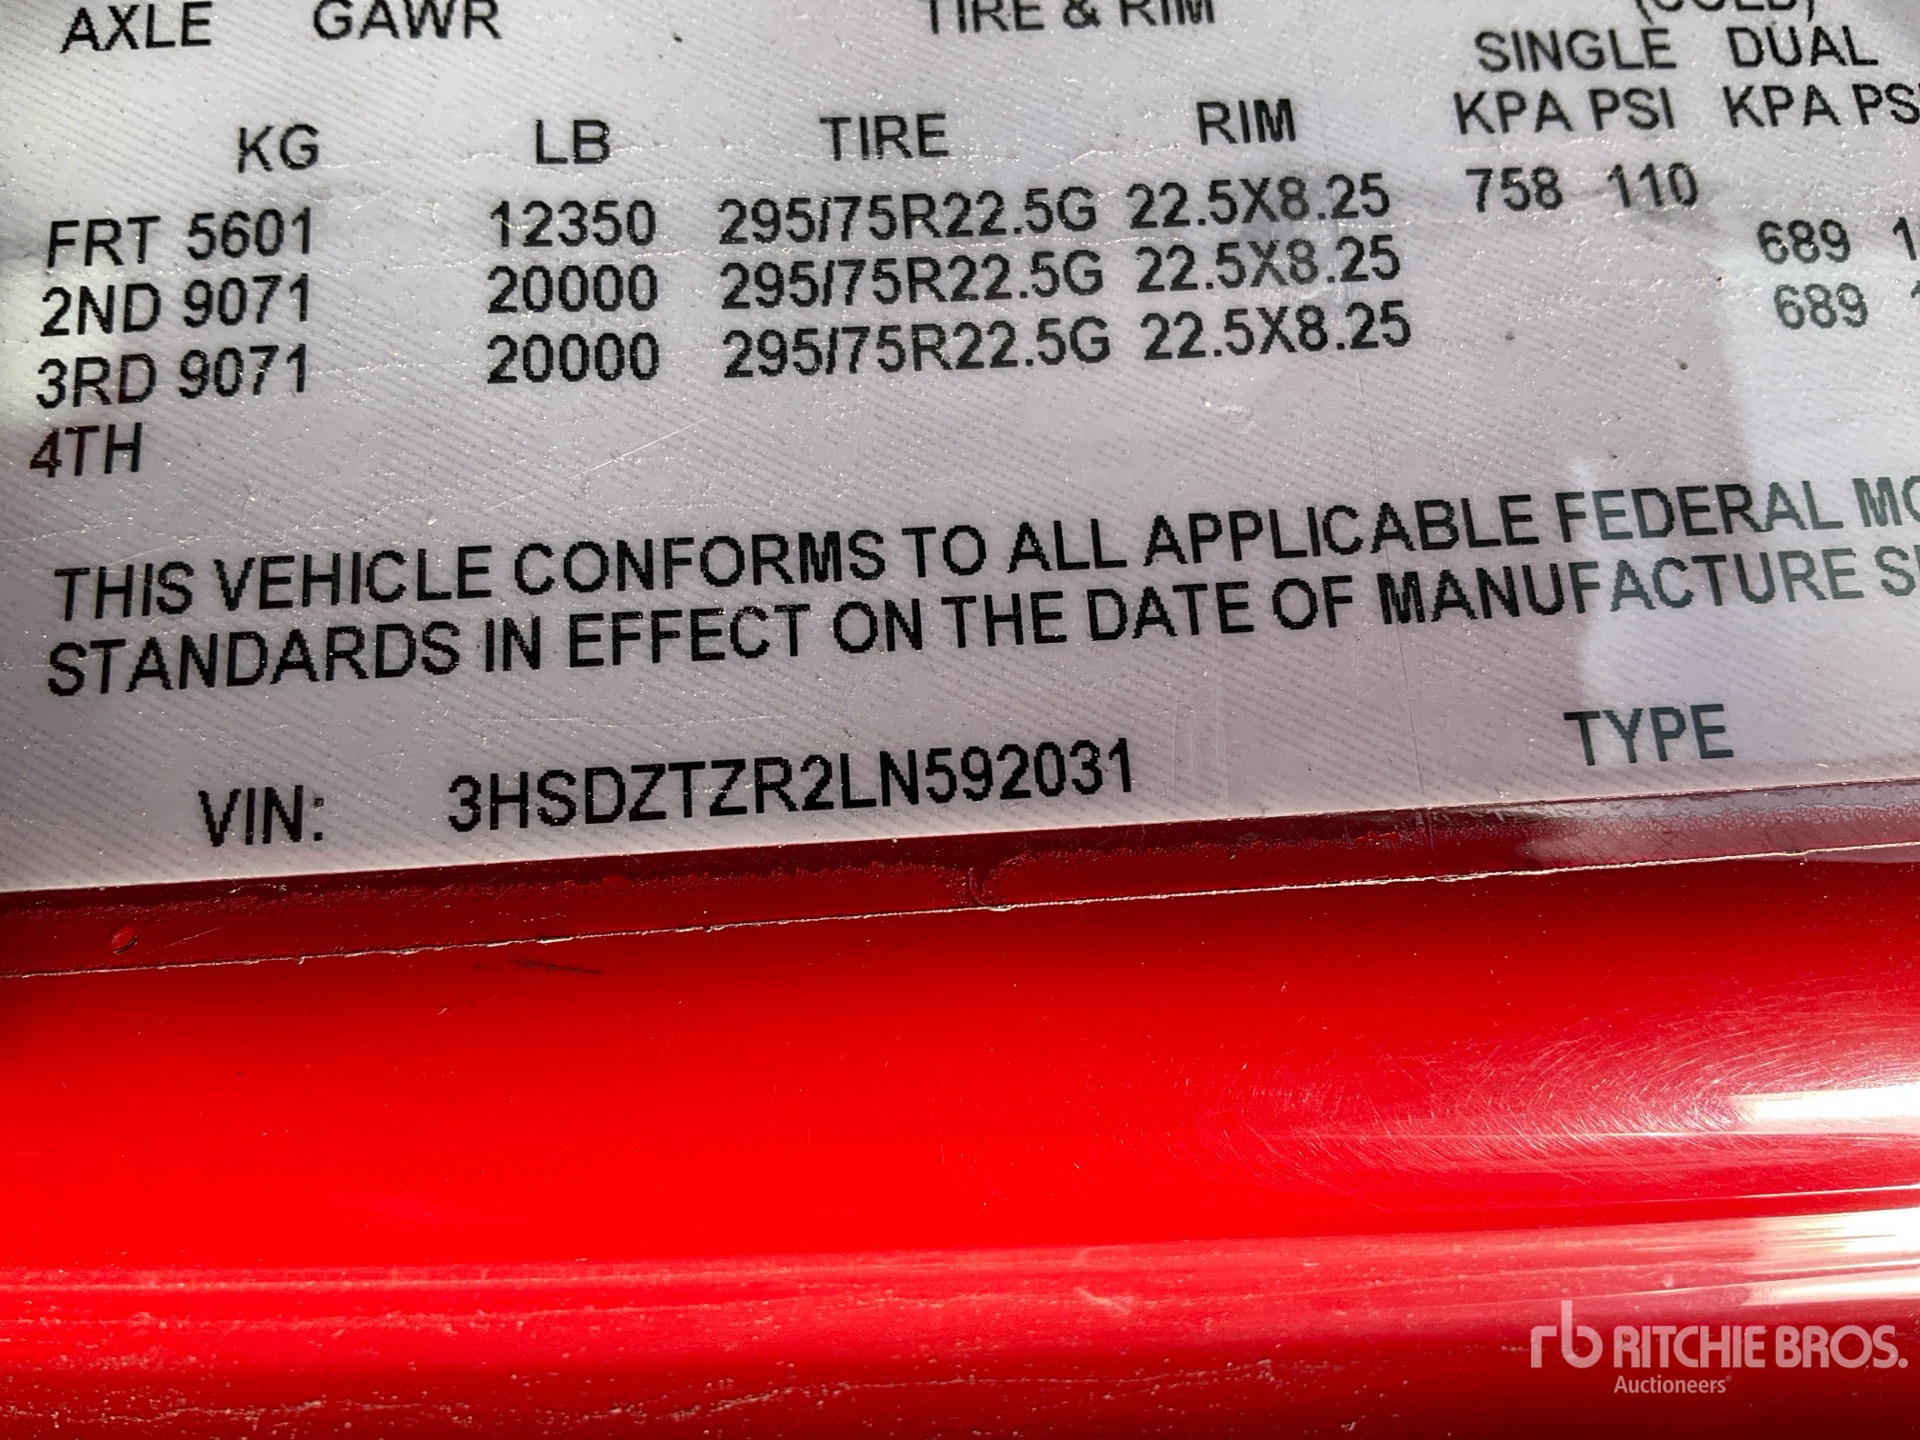 AXLE GAWR TIRE & RIM (COLD)
SINGLE DUAL
KG LB TIRE RIM KPA PSI KPA
FRT 5601 12350 295/75R22.5G 22.5X8.25 758 110
2ND 9071 20000 295/75R22.5G 22.5X8.25 689
3RD 9071 20000 295/75R22.5G 22.5X8.25 689
4TH
THIS VEHICLE CONFORMS TO ALL APPLICABLE FEDERAL
STANDARDS IN EFFECT ON THE DATE OF MANUFACTURE
VIN: 3HSDZTZR2LN592031 TYPE
rb RITCHIE BROS.
Auctioneers